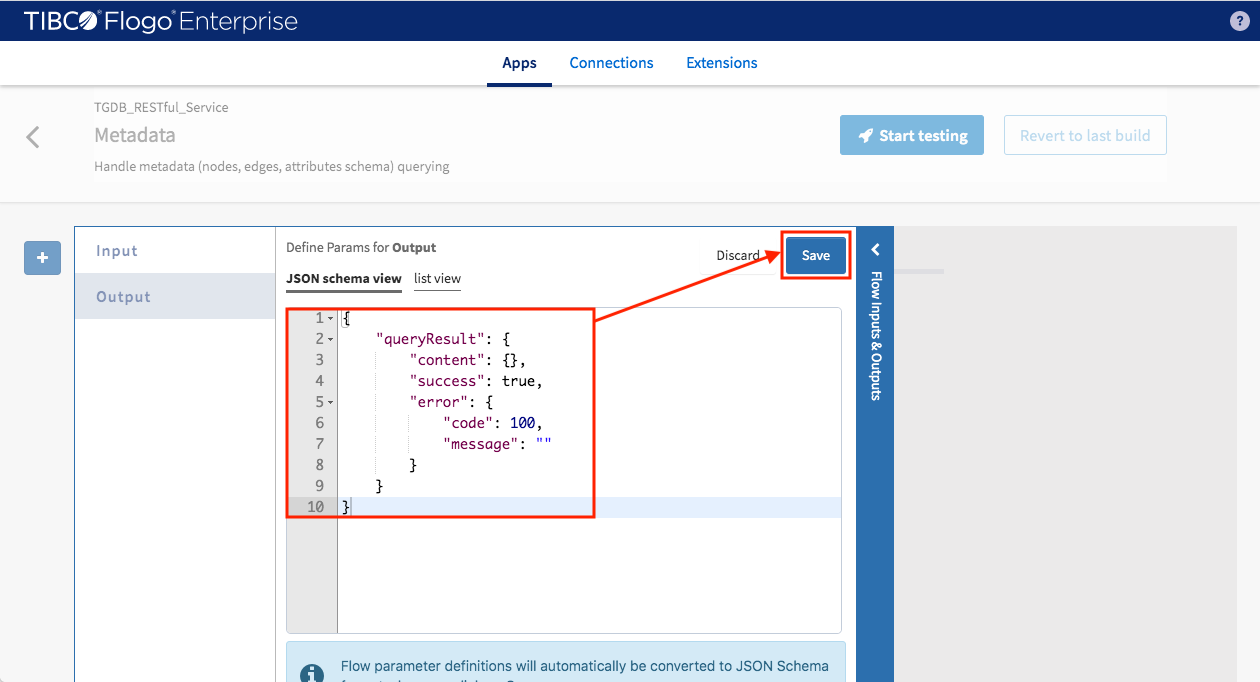 TIBCO® Flogo® Enterprise
?
Apps Connections Extensions
TGDB_RESTful_Service
Metadata
Handle metadata (nodes, edges, attributes schema) querying
Start testing
Revert to last build
+
Input
Output
Define Params for Output
Discard
Save
JSON schema view list view
1 {
2 "queryResult": {
3 "content": {},
4 "success": true,
5 "error": {
6 "code": 100,
7 "message": ""
8 }
9 }
10 }
Flow Inputs & Outputs
Flow parameter definitions will automatically be converted to JSON Schema